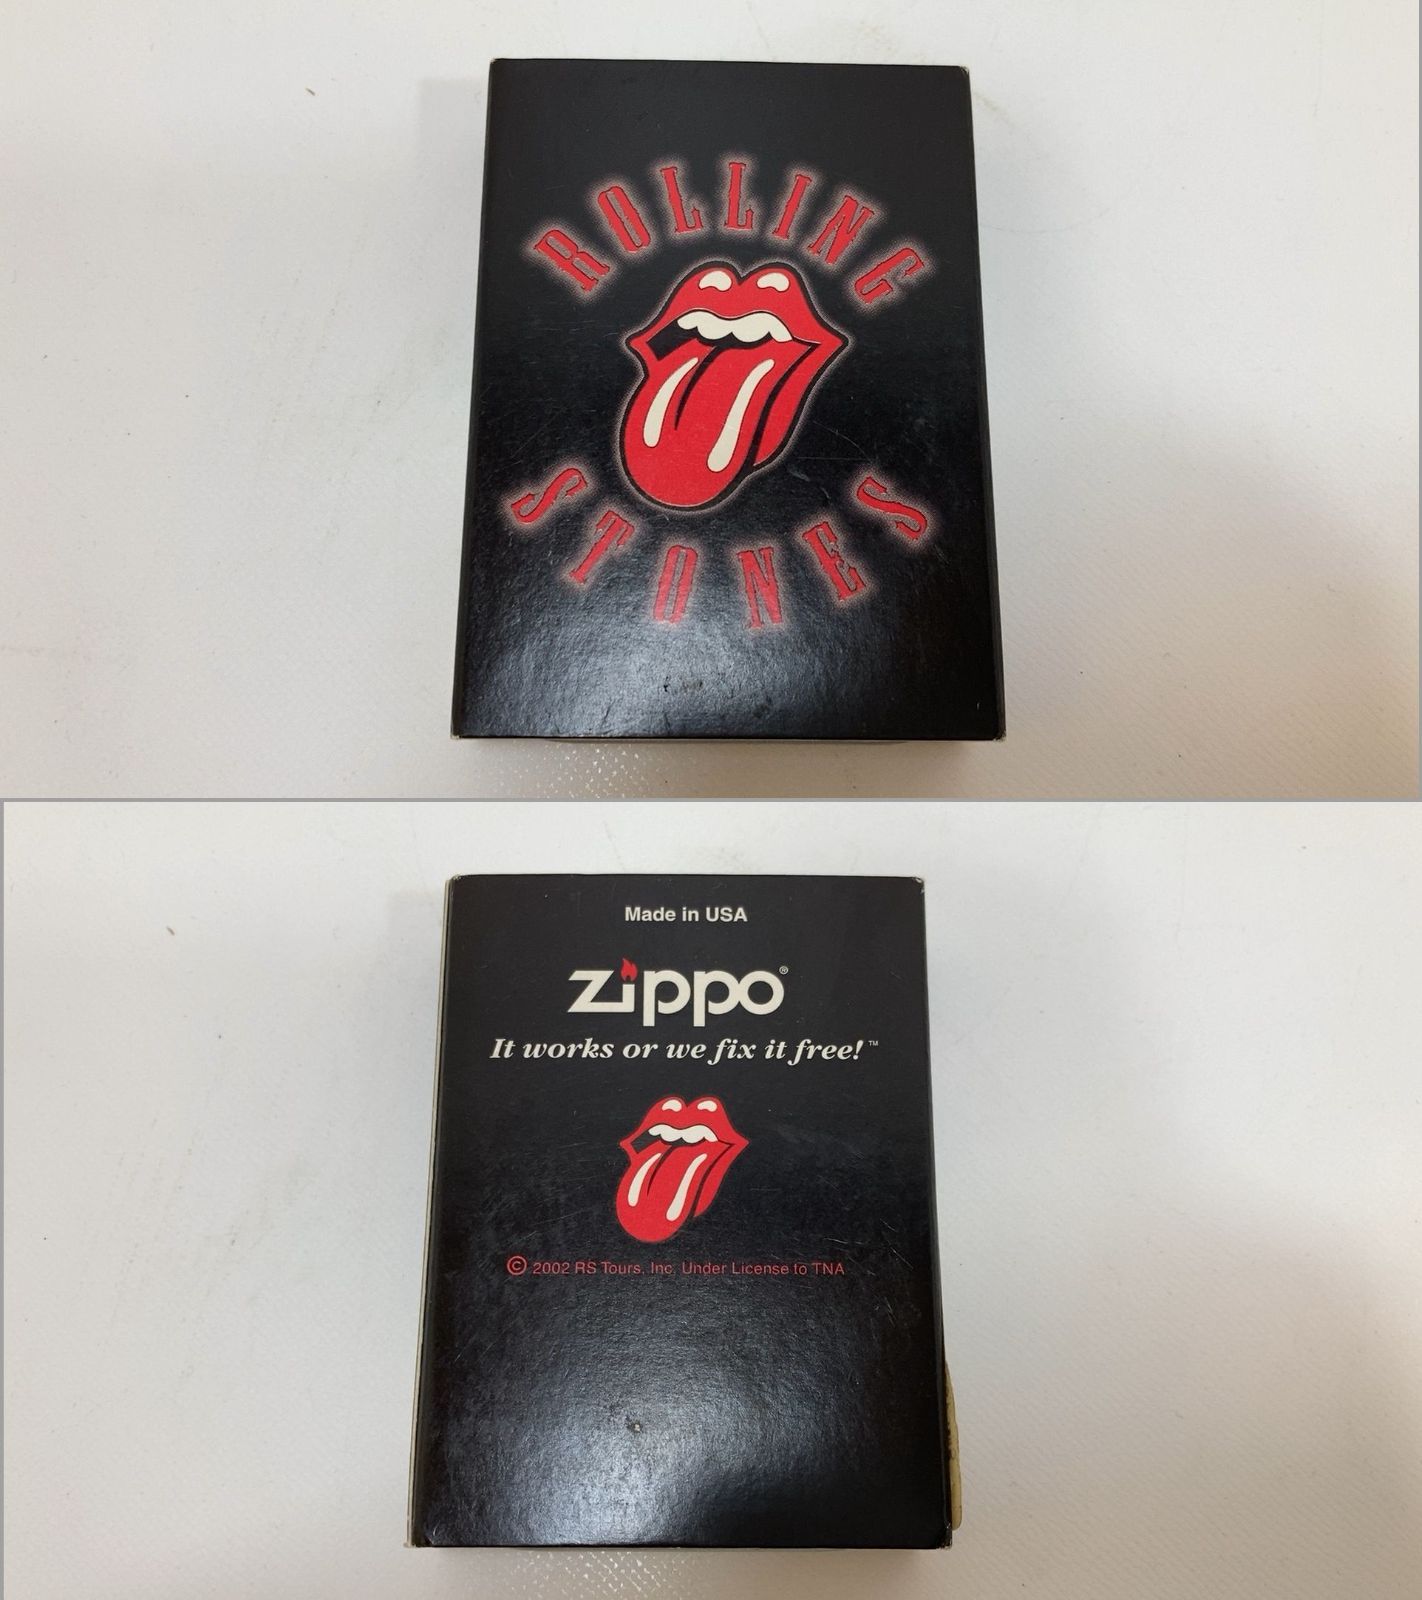 ROLLING
STONES
Made in USA
zippo®
It works or we fix it free!™
© 2002 RS Tours, Inc. Under License to TNA